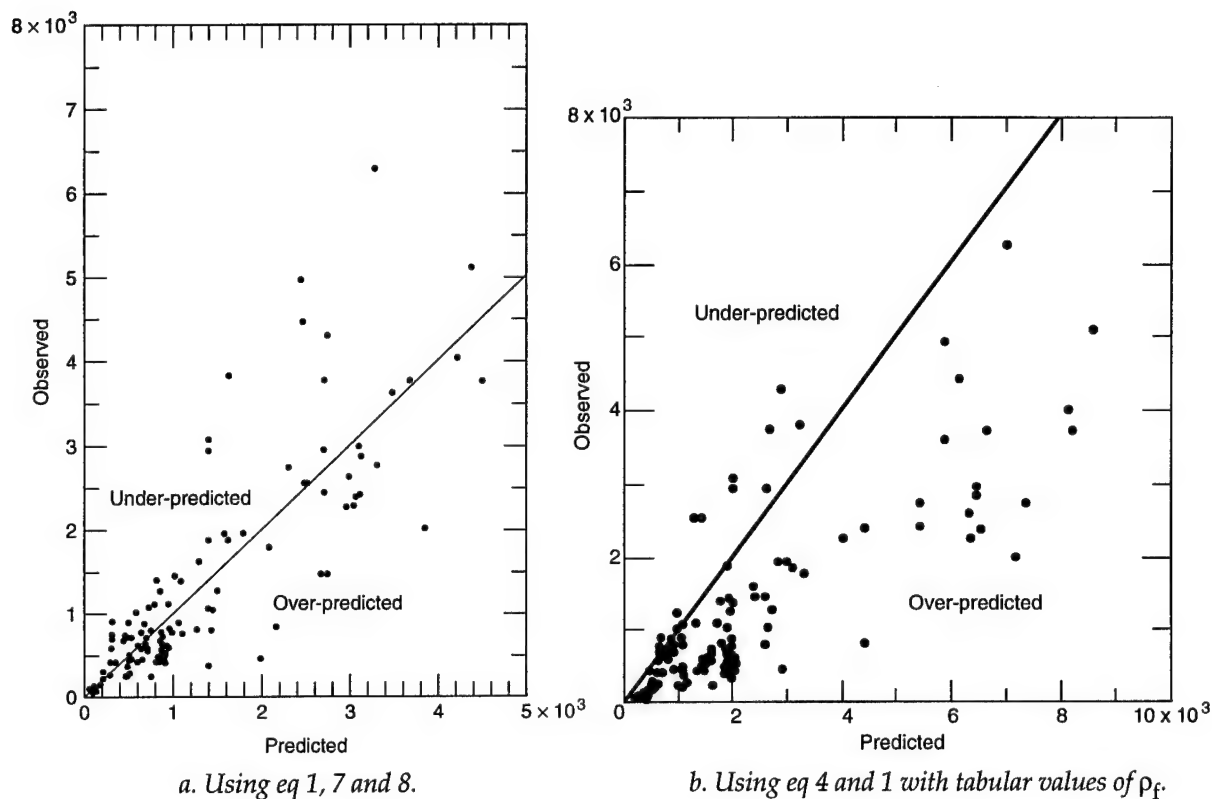 8 × 10³
7
6
5
4
3
2
1
0
Observed
Under-predicted
Over-predicted
0
1
2
3
4
5 × 10³
Predicted
a. Using eq 1, 7 and 8.
8 × 10³
6
4
2
0
Observed
Under-predicted
Over-predicted
0
2
4
6
8
10 × 10³
Predicted
b. Using eq 4 and 1 with tabular values of ρf.